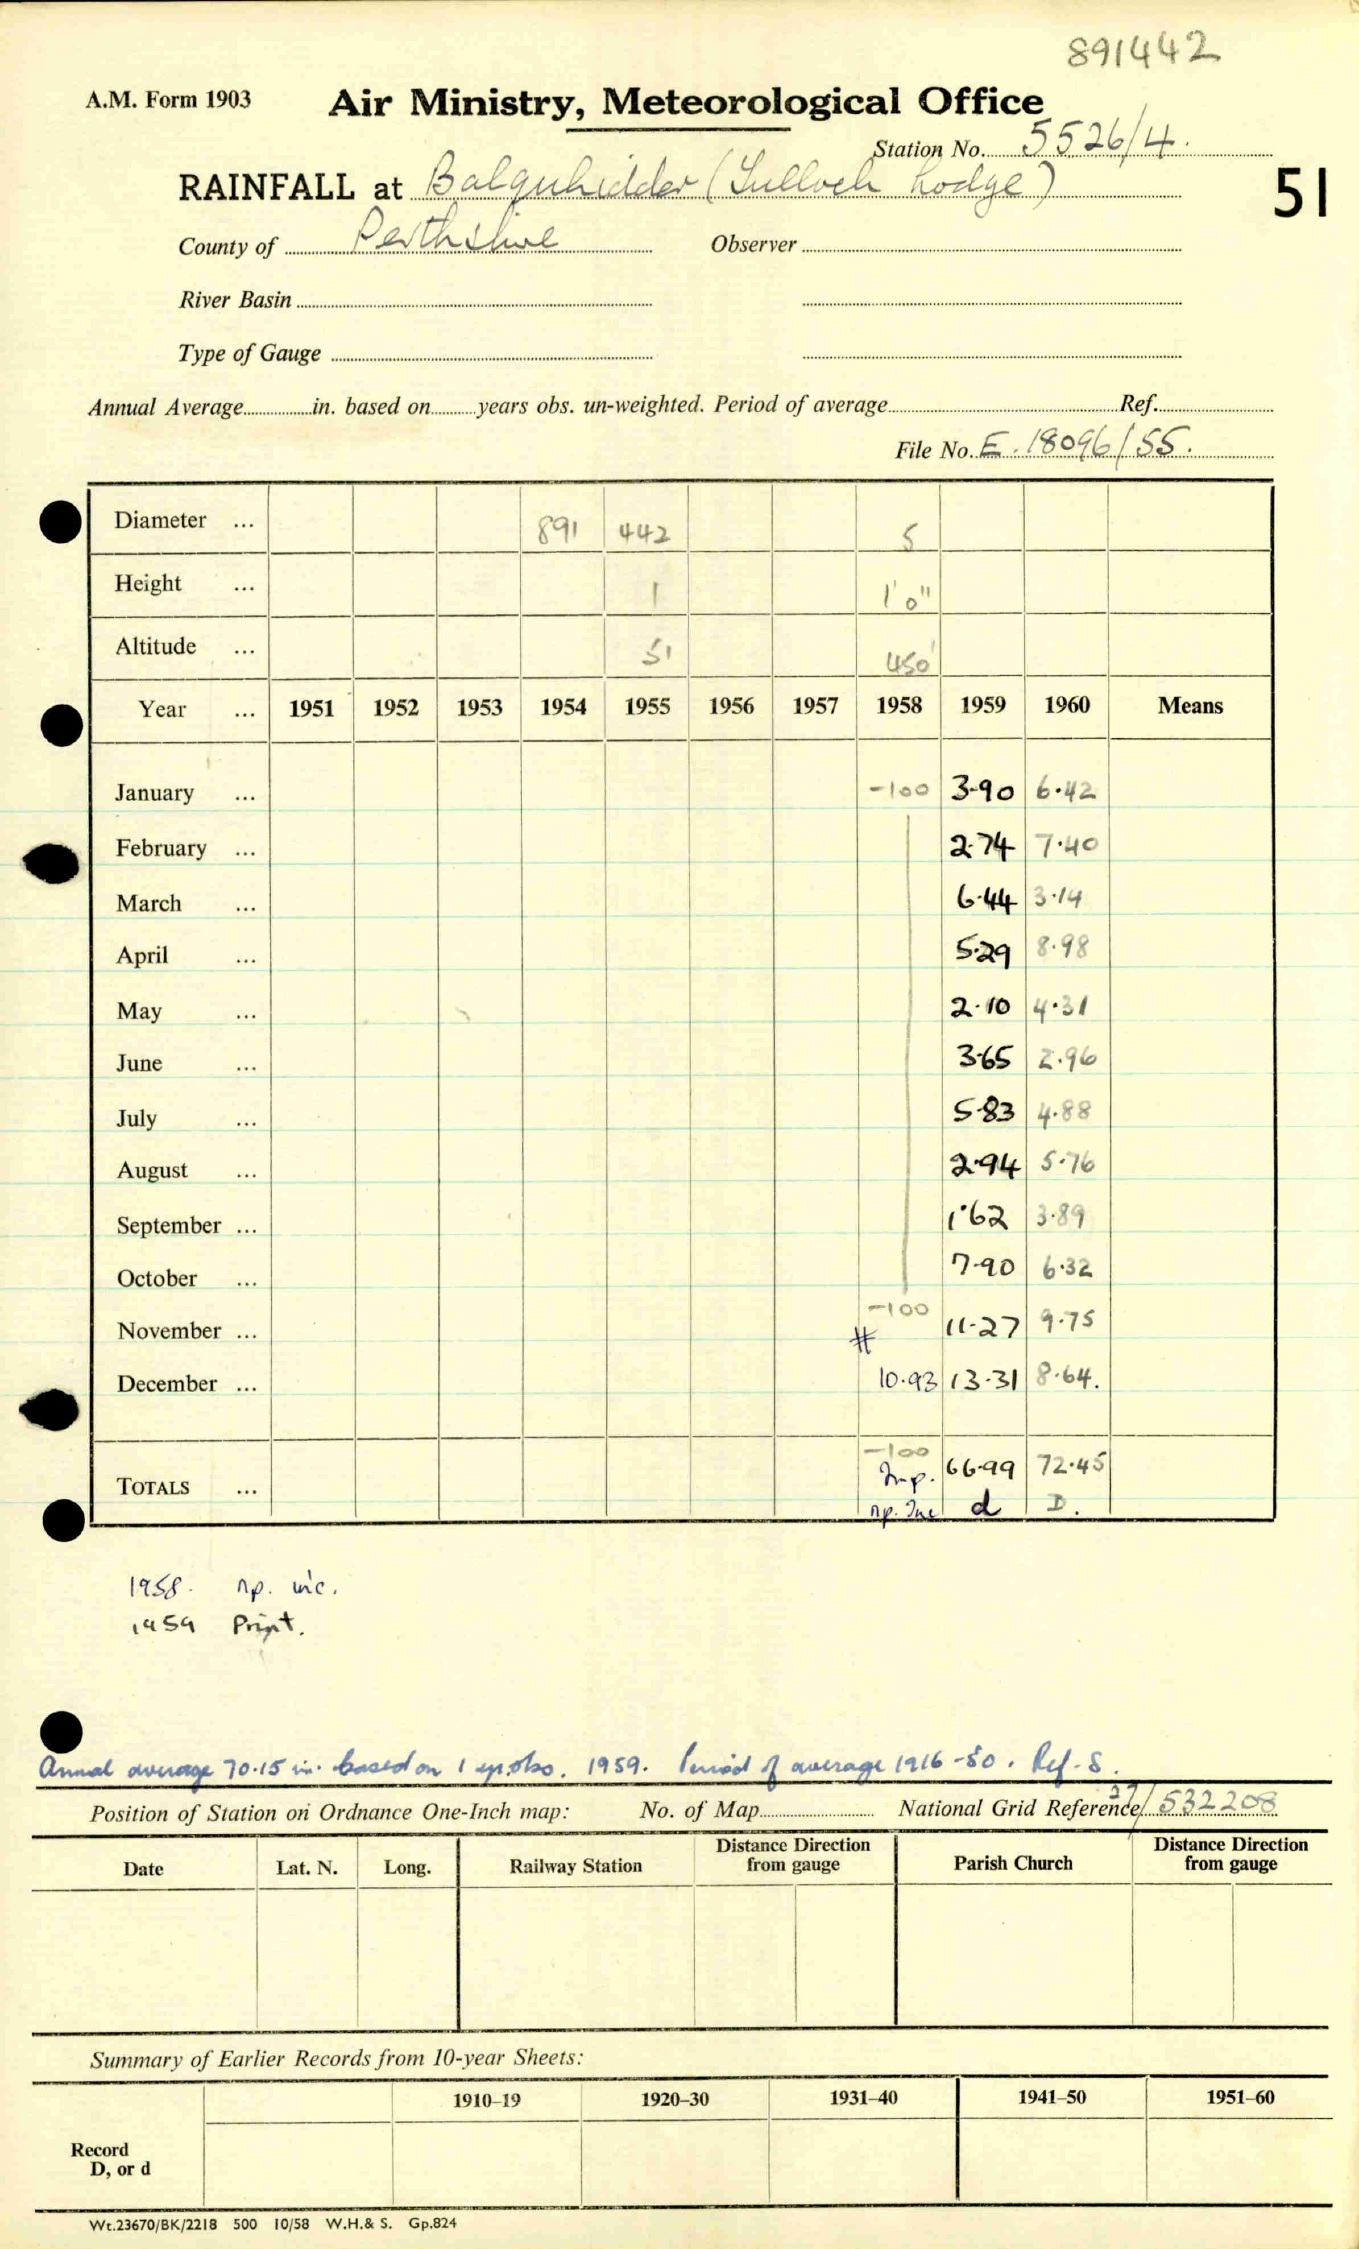 891442
A.M. Form 1903 Air Ministry, Meteorological Office
Station No. 5526/4.
RAINFALL at Balquhidder (Tulloch Lodge) 51
County of Perthshire Observer
River Basin
Type of Gauge
Annual Average in. based on years obs. un-weighted. Period of average Ref.
File No. E. 18096/55.
Diameter ... 891 442 5
Height ... 1 1' 0"
Altitude ... 51 450'
Year ... 1951 1952 1953 1954 1955 1956 1957 1958 1959 1960 Means
January ... -100 3.90 6.42
February ... 2.74 7.40
March ... 6.44 3.14
April ... 5.29 8.98
May ... 2.10 4.31
June ... 3.65 2.96
July ... 5.83 4.88
August ... 2.94 5.76
September ... 1.62 3.89
October ... 7.90 6.32
-100
November ... # 11.27 9.75
December ... 10.93 13.31 8.64.
-100
TOTALS ... Imp. 66.99 72.45
np. Inc d D.
1958. np. inc.
1959 Print.
Annual average 70.15 in. based on 1 yr. obs. 1959. Period of average 1916-50. Ref. S.
Position of Station on Ordnance One-Inch map: No. of Map National Grid Reference 27/532208
Date Lat. N. Long. Railway Station Distance Direction from gauge Parish Church Distance Direction from gauge
Summary of Earlier Records from 10-year Sheets:
1910–19 1920–30 1931–40 1941–50 1951–60
Record
D, or d
Wt.23670/BK/2218 500 10/58 W.H.& S. Gp.824